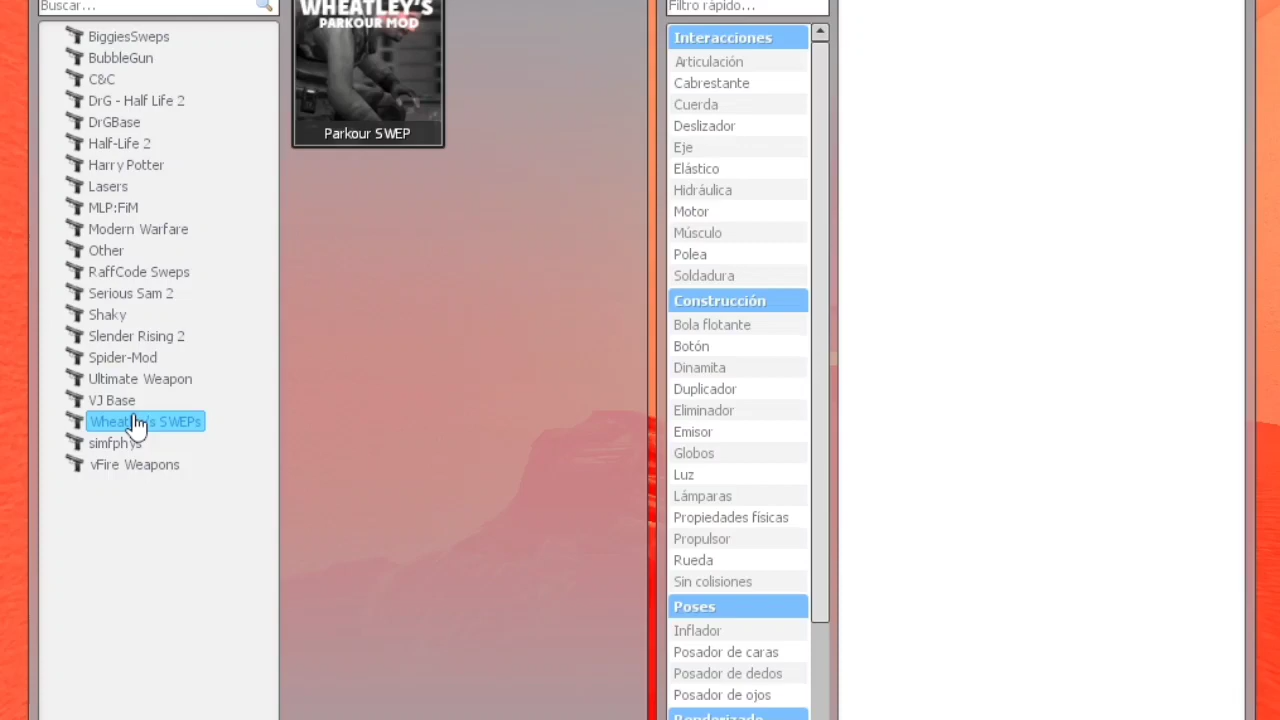 Buscar...
BiggiesSweps
BubbleGun
C&C
DrG - Half Life 2
DrGBase
Half-Life 2
Harry Potter
Lasers
MLP:FiM
Modern Warfare
Other
RaffCode Sweps
Serious Sam 2
Shaky
Slender Rising 2
Spider-Mod
Ultimate Weapon
VJ Base
Wheatley's SWEPs
simfphys
vFire Weapons
WHEATLEY'S
PARKOUR MOD
Parkour SWEP
Filtro rápido...
Interacciones
Articulación
Cabrestante
Cuerda
Deslizador
Eje
Elástico
Hidráulica
Motor
Músculo
Polea
Soldadura
Construcción
Bola flotante
Botón
Dinamita
Duplicador
Eliminador
Emisor
Globos
Luz
Lámparas
Propiedades físicas
Propulsor
Rueda
Sin colisiones
Poses
Inflador
Posador de caras
Posador de dedos
Posador de ojos
Renderizado